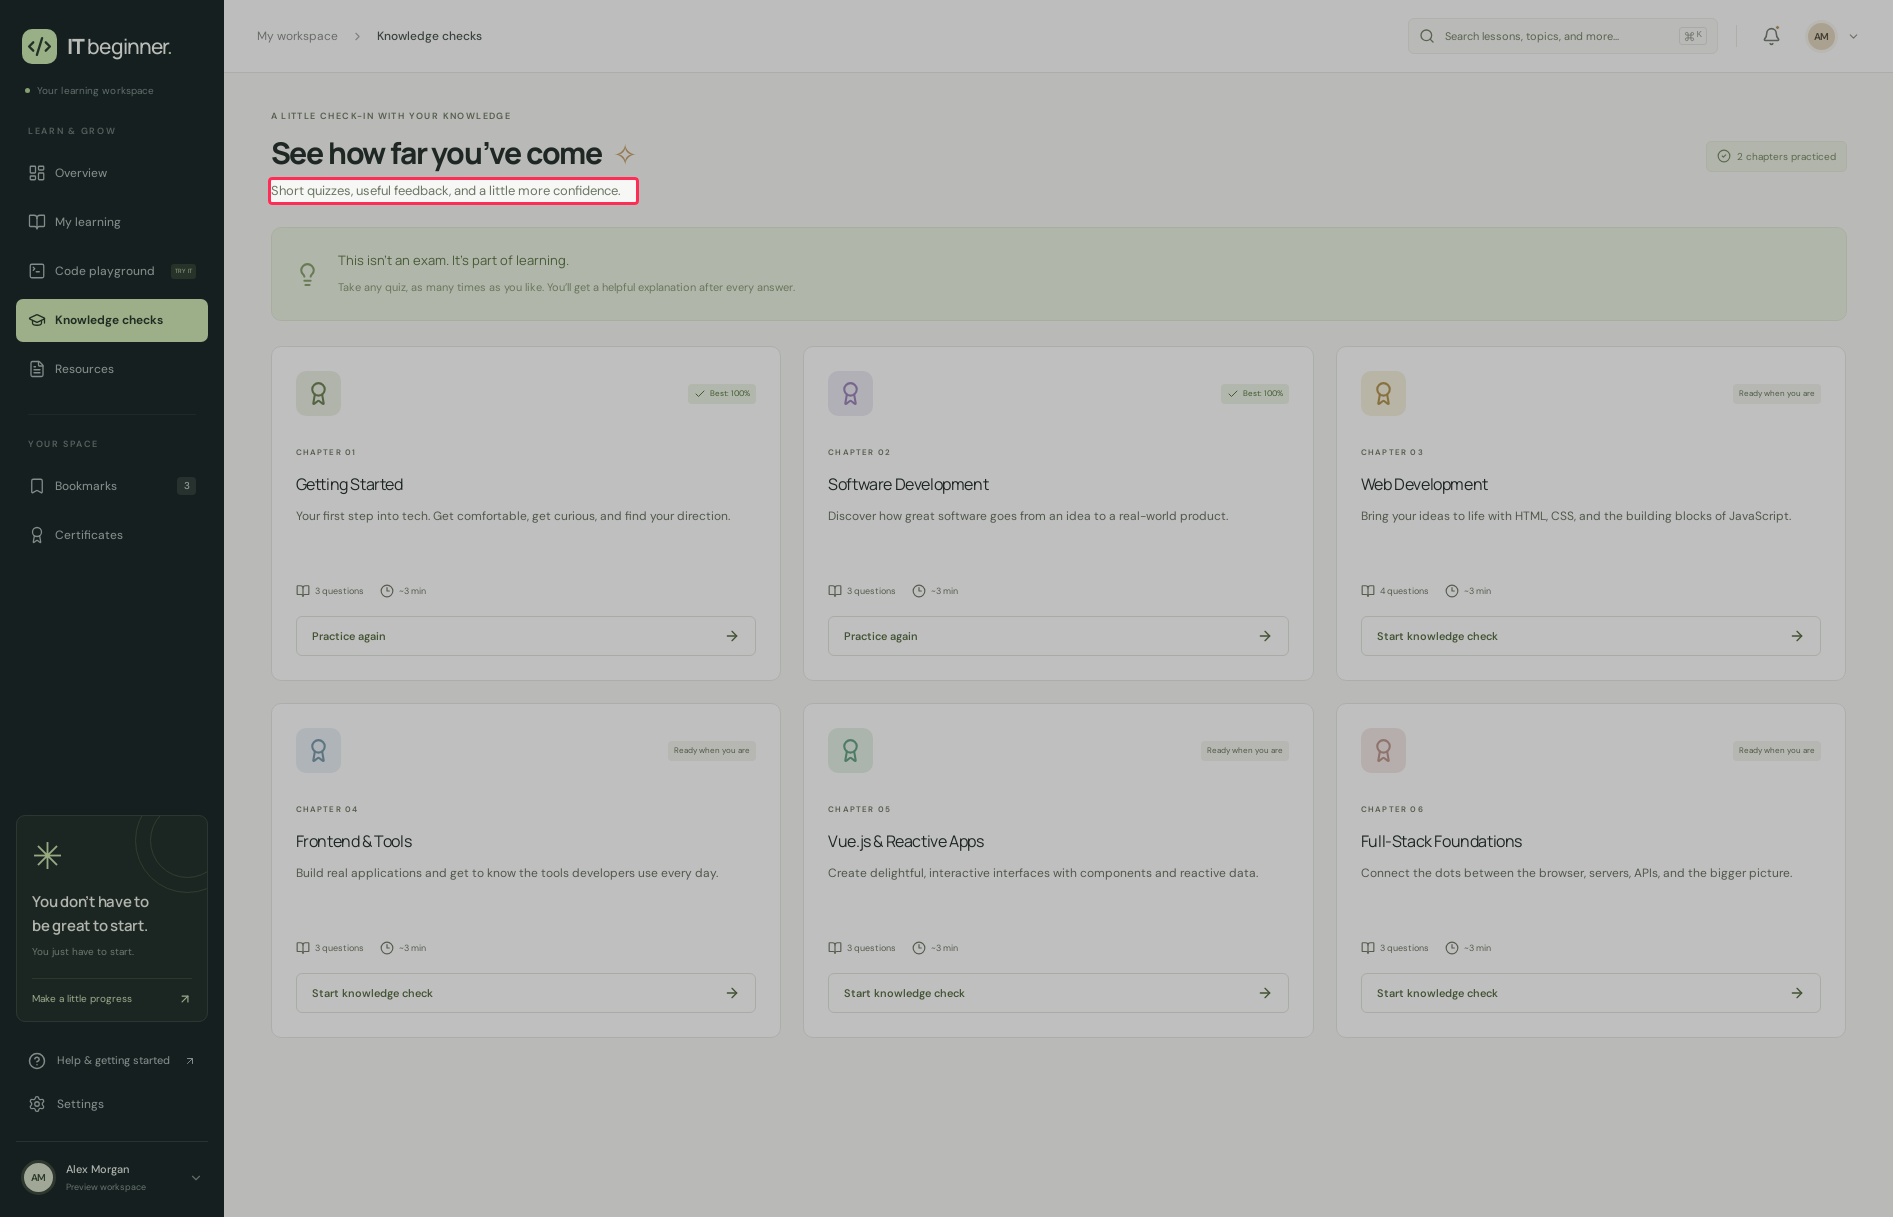 IT beginner.
Your learning workspace
LEARN & GROW
Overview
My learning
Code playground
TRY IT
Knowledge checks
Resources
YOUR SPACE
Bookmarks
3
Certificates
You don't have to
be great to start.
You just have to start.
Make a little progress
Help & getting started
Settings
AM
Alex Morgan
Preview workspace
My workspace
Knowledge checks
Search lessons, topics, and more...
⌘K
AM
A LITTLE CHECK-IN WITH YOUR KNOWLEDGE
See how far you've come
Short quizzes, useful feedback, and a little more confidence.
2 chapters practiced
This isn't an exam. It's part of learning.
Take any quiz, as many times as you like. You'll get a helpful explanation after every answer.
Best: 100%
CHAPTER 01
Getting Started
Your first step into tech. Get comfortable, get curious, and find your direction.
3 questions
~3 min
Practice again
Best: 100%
CHAPTER 02
Software Development
Discover how great software goes from an idea to a real-world product.
3 questions
~3 min
Practice again
Ready when you are
CHAPTER 03
Web Development
Bring your ideas to life with HTML, CSS, and the building blocks of JavaScript.
4 questions
~3 min
Start knowledge check
Ready when you are
CHAPTER 04
Frontend & Tools
Build real applications and get to know the tools developers use every day.
3 questions
~3 min
Start knowledge check
Ready when you are
CHAPTER 05
Vue.js & Reactive Apps
Create delightful, interactive interfaces with components and reactive data.
3 questions
~3 min
Start knowledge check
Ready when you are
CHAPTER 06
Full-Stack Foundations
Connect the dots between the browser, servers, APIs, and the bigger picture.
3 questions
~3 min
Start knowledge check